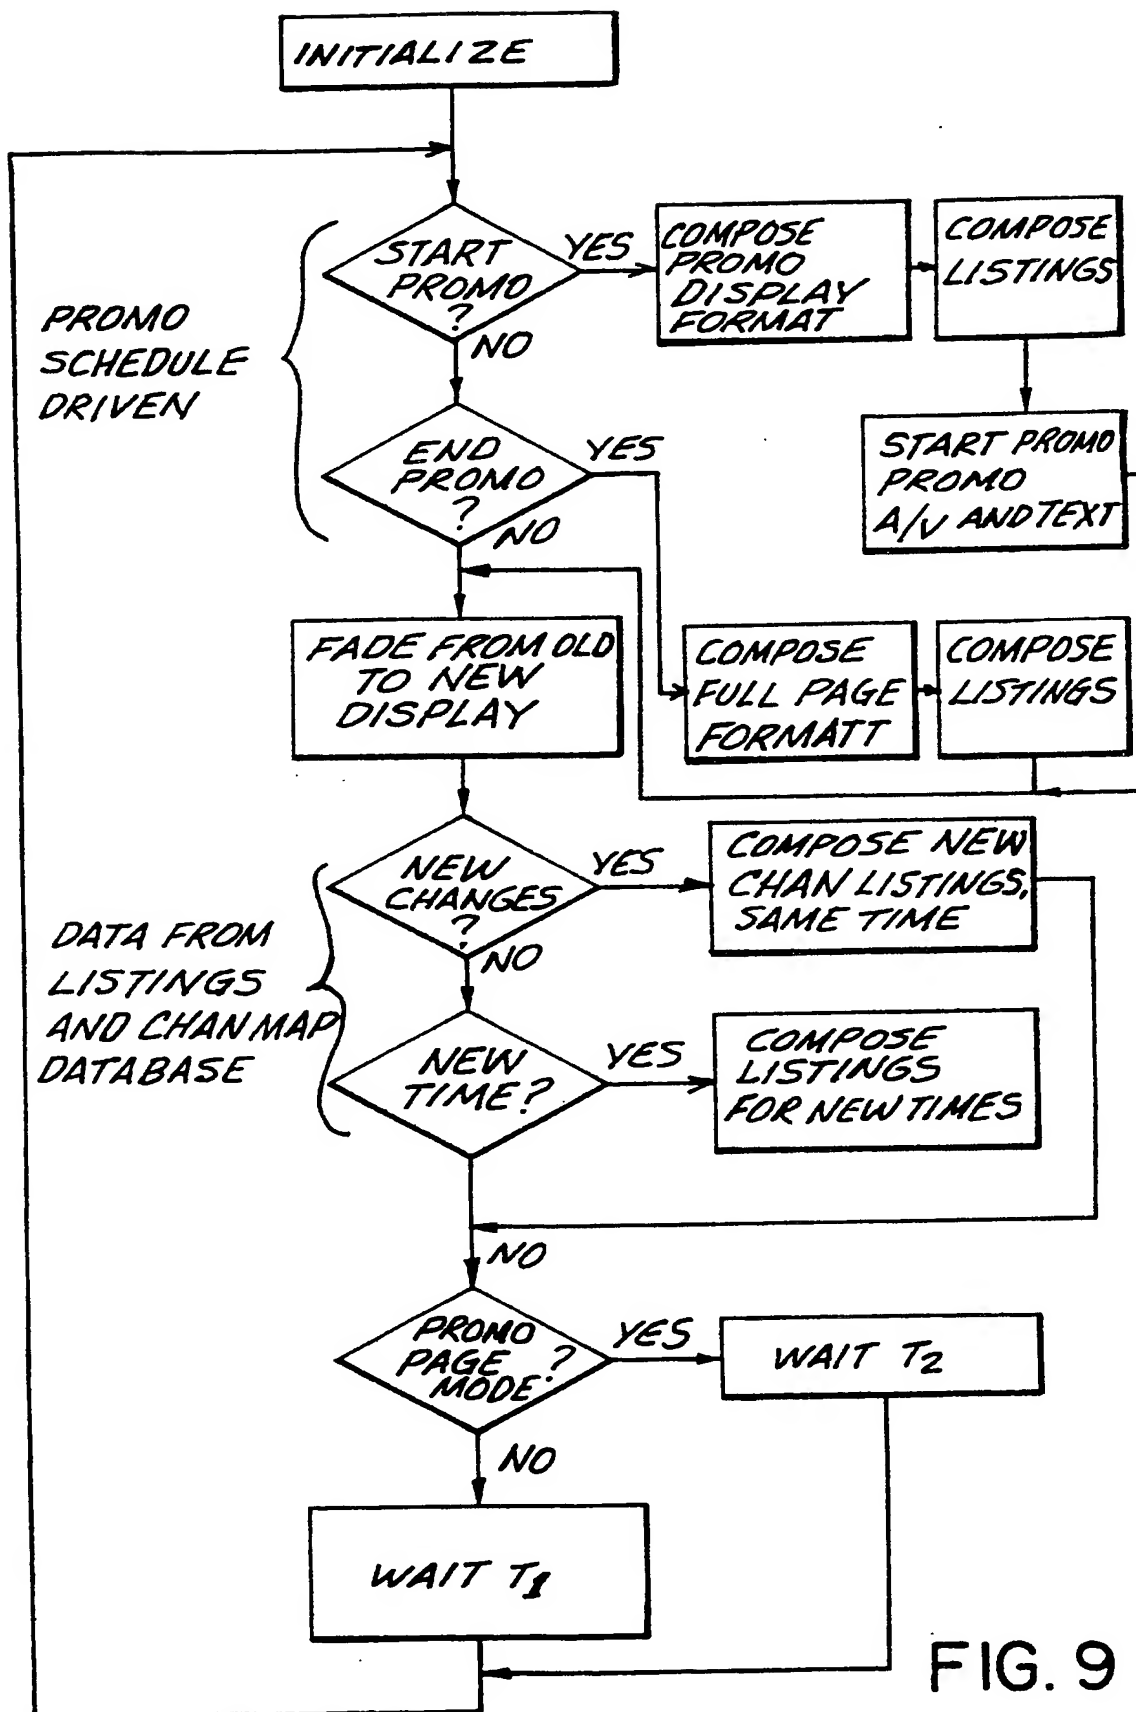 INITIALIZE
START
PROMO
?
YES
NO
COMPOSE
PROMO
DISPLAY
FORMAT
COMPOSE
LISTINGS
PROMO
SCHEDULE
DRIVEN
END
PROMO
?
YES
NO
START PROMO
PROMO
A/V AND TEXT
FADE FROM OLD
TO NEW
DISPLAY
COMPOSE
FULL PAGE
FORMATT
COMPOSE
LISTINGS
NEW
CHANGES
?
YES
NO
COMPOSE NEW
CHAN LISTINGS,
SAME TIME
DATA FROM
LISTINGS
AND CHAN MAP
DATABASE
NEW
TIME?
YES
COMPOSE
LISTINGS
FOR NEW TIMES
NO
PROMO
PAGE ?
MODE
YES
NO
WAIT T2
WAIT T1
FIG. 9